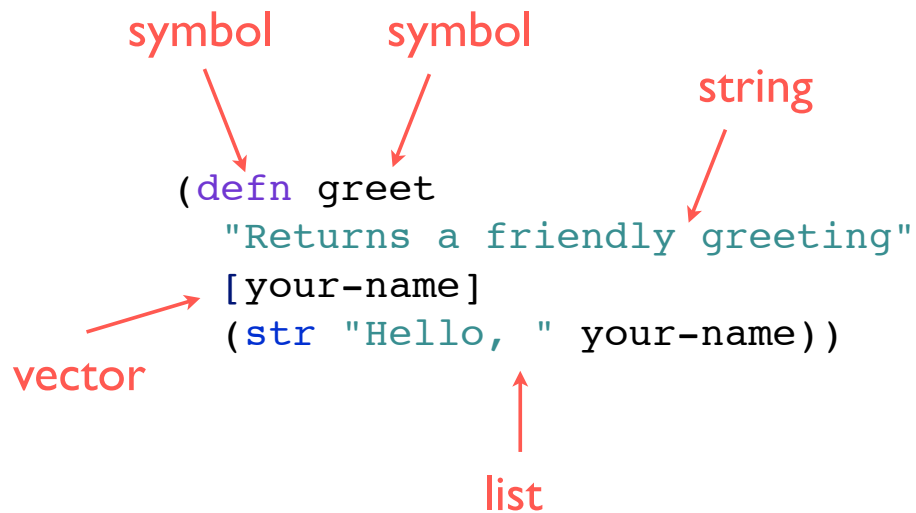 symbol symbol
string
(defn greet
"Returns a friendly greeting"
[your-name]
(str "Hello, " your-name))
vector
list